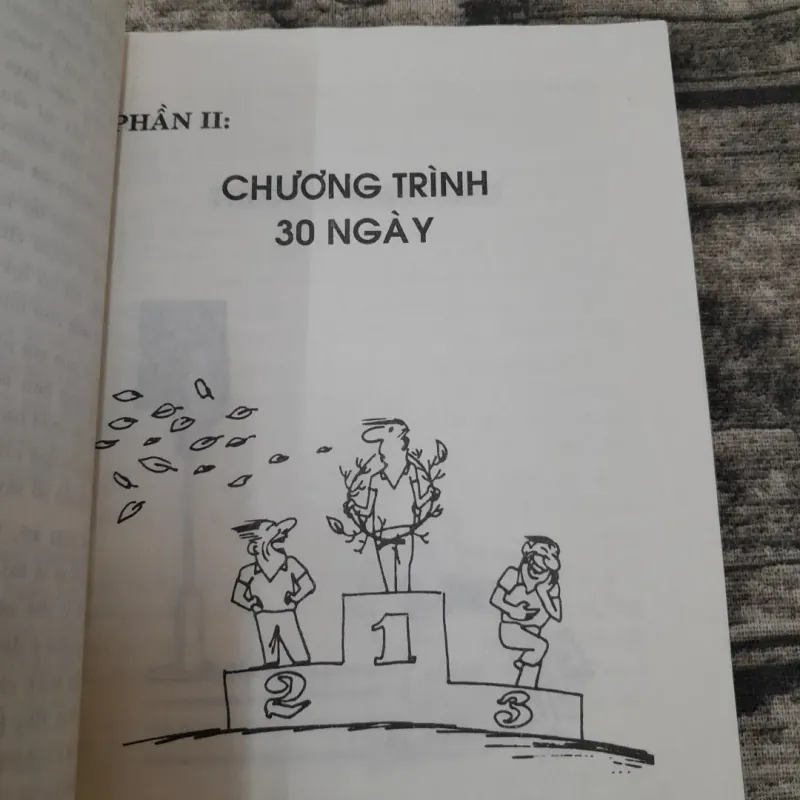 PHẦN II:
CHƯƠNG TRÌNH
30 NGÀY
1
2
3